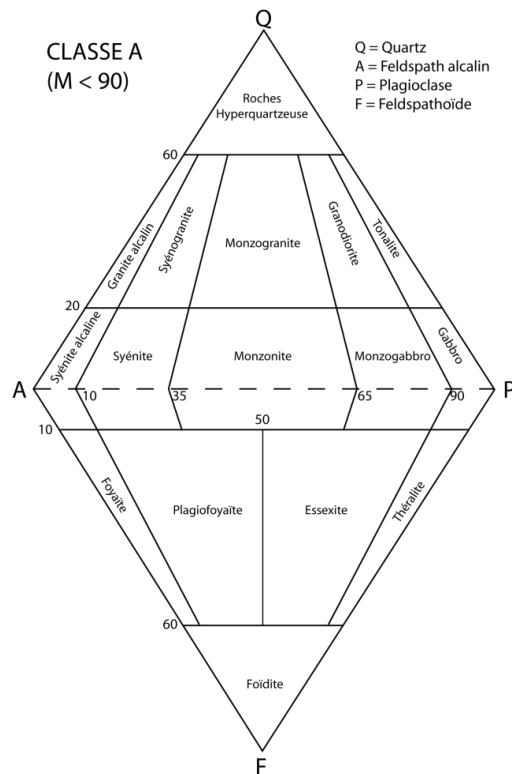 Q
CLASSE A
(M < 90)
Q = Quartz
A = Feldspath alcalin
P = Plagioclase
F = Feldspathoïde
Roches
Hyperquartzeuse
60
Granite alcalin
Syénogranite
Monzogranite
Granodiorite
Tonalite
20
Syénite alcaline
Syénite
Monzonite
Monzogabbro
Gabbro
A
10
35
65
90
P
10
50
Foyaïte
Plagiofoyaïte
Essexite
Théralite
60
Foïdite
F